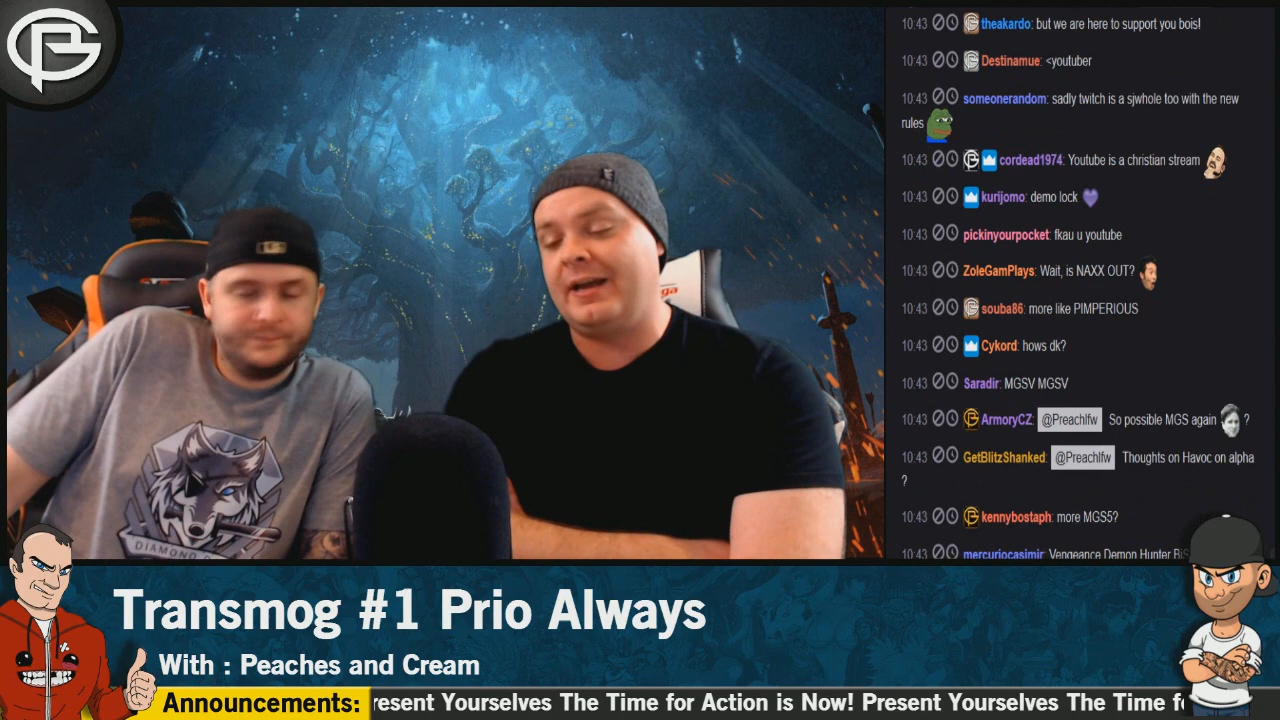 10:43 theakardo: but we are here to support you bois!
10:43 Destinamue: <youtuber
10:43 someonerandom: sadly twitch is a sjwhole too with the new
rules
10:43 cordead1974: Youtube is a christian stream
10:43 kurijomo: demo lock
10:43 pickinyourpocket: fkau u youtube
10:43 ZoleGamPlays: Wait, is NAXX OUT?
10:43 souba86: more like PIMPERIOUS
10:43 Cykord: hows dk?
10:43 Saradir: MGSV MGSV
10:43 ArmoryCZ: @Preachlfw So possible MGS again ?
10:43 GetBlitzShanked: @Preachlfw Thoughts on Havoc on alpha
?
10:43 kennybostaph: more MGS5?
10:43 mercuriocasimir: Vengeance Demon Hunter BiS
DIAMOND
Transmog #1 Prio Always
With : Peaches and Cream
Announcements: resent Yourselves The Time for Action is Now! Present Yourselves The Time f